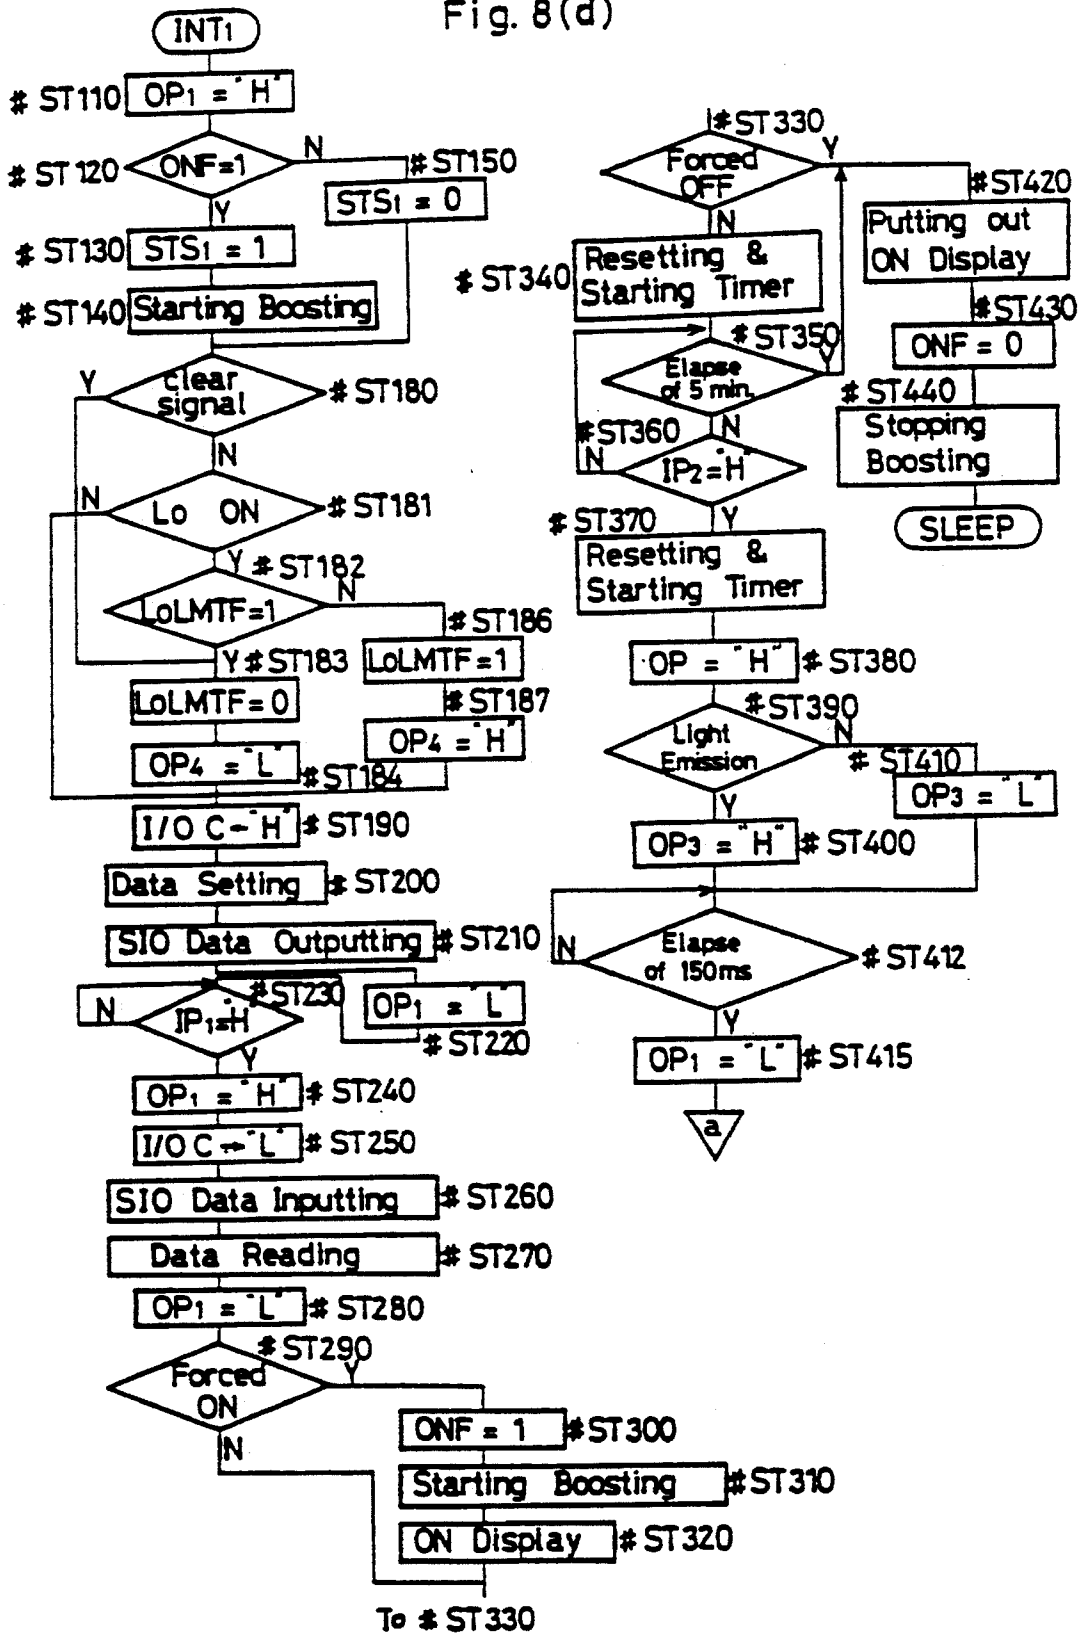 Fig. 8(d)
INT1
# ST110
OP1 = "H"
# ST120
ONF=1
N
Y
# ST150
STS1 = 0
# ST130
STS1 = 1
# ST140
Starting Boosting
clear
signal
# ST180
Y
N
Lo ON
# ST181
N
Y
# ST182
LoLMTF=1
N
Y
# ST186
LoLMTF=1
# ST183
LoLMTF=0
# ST187
OP4 = "H"
OP4 = "L"
# ST184
I/O C - "H"
# ST190
Data Setting
# ST200
SIO Data Outputting
# ST210
# ST230
IP1="H"
N
Y
OP1 = "L"
# ST220
OP1 = "H"
# ST240
I/O C → "L"
# ST250
SIO Data Inputting
# ST260
Data Reading
# ST270
OP1 = "L"
# ST280
# ST290
Forced
ON
Y
N
ONF = 1
# ST300
Starting Boosting
# ST310
ON Display
# ST320
To # ST330
# ST330
Forced
OFF
Y
N
# ST340
Resetting &
Starting Timer
# ST350
Elapse
of 5 min.
Y
N
# ST360
IP2="H"
N
Y
# ST370
Resetting &
Starting Timer
OP = "H"
# ST380
# ST390
Light
Emission
N
Y
# ST410
OP3 = "L"
OP3 = "H"
# ST400
Elapse
of 150ms
# ST412
N
Y
OP1 = "L"
# ST415
a
# ST420
Putting out
ON Display
# ST430
ONF = 0
# ST440
Stopping
Boosting
SLEEP